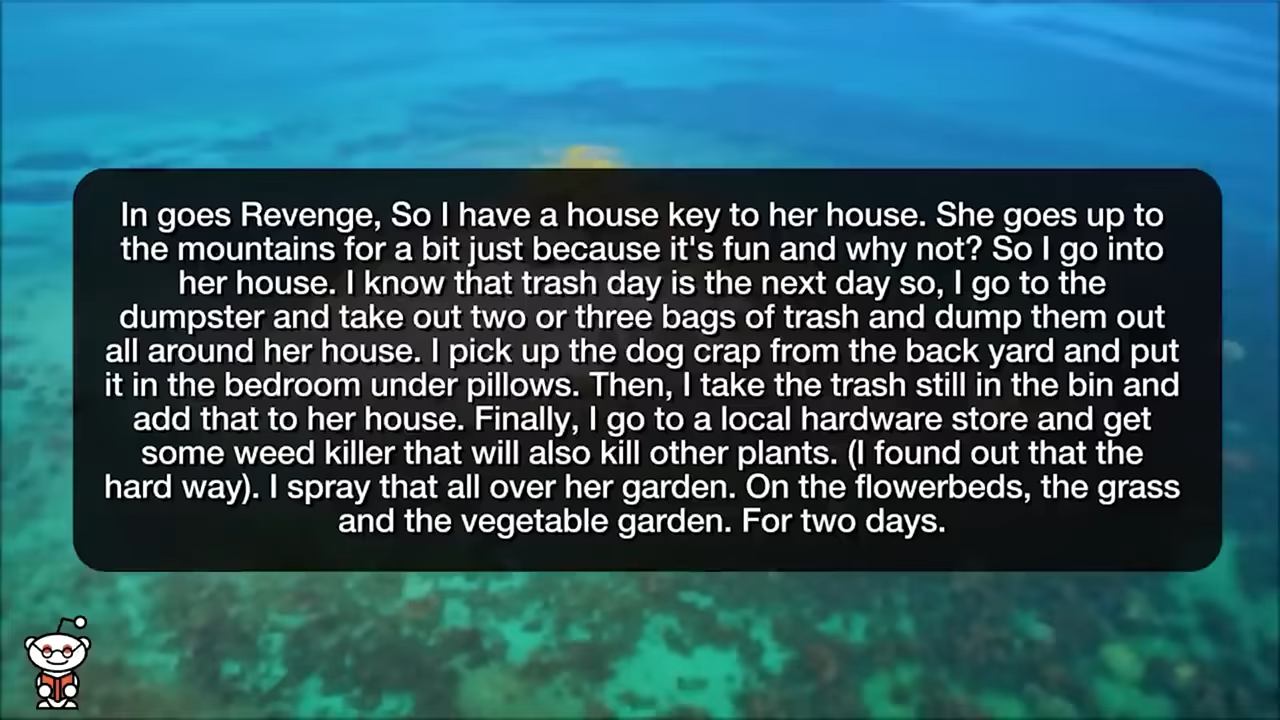 In goes Revenge, So I have a house key to her house. She goes up to
the mountains for a bit just because it's fun and why not? So I go into
her house. I know that trash day is the next day so, I go to the
dumpster and take out two or three bags of trash and dump them out
all around her house. I pick up the dog crap from the back yard and put
it in the bedroom under pillows. Then, I take the trash still in the bin and
add that to her house. Finally, I go to a local hardware store and get
some weed killer that will also kill other plants. (I found out that the
hard way). I spray that all over her garden. On the flowerbeds, the grass
and the vegetable garden. For two days.